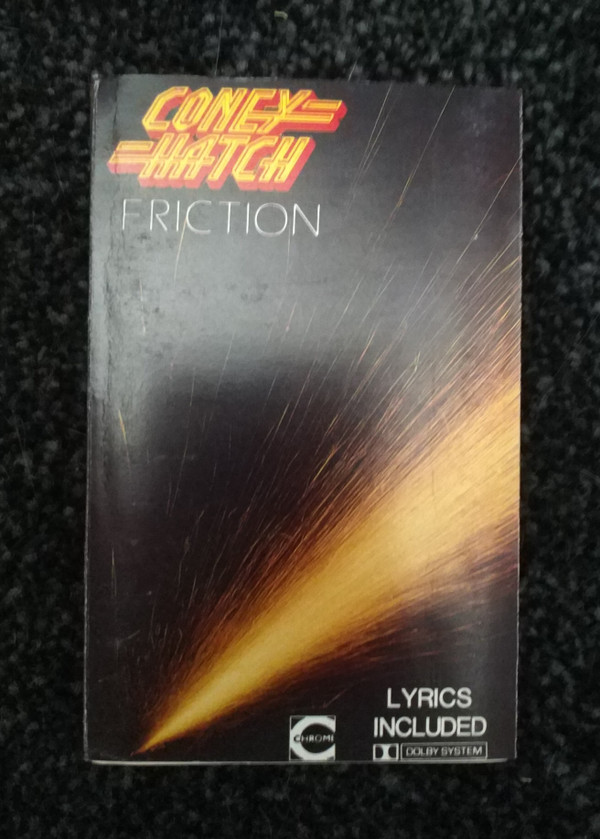 CONEY
HATCH
FRICTION
LYRICS
INCLUDED
CHROME
DOLBY SYSTEM